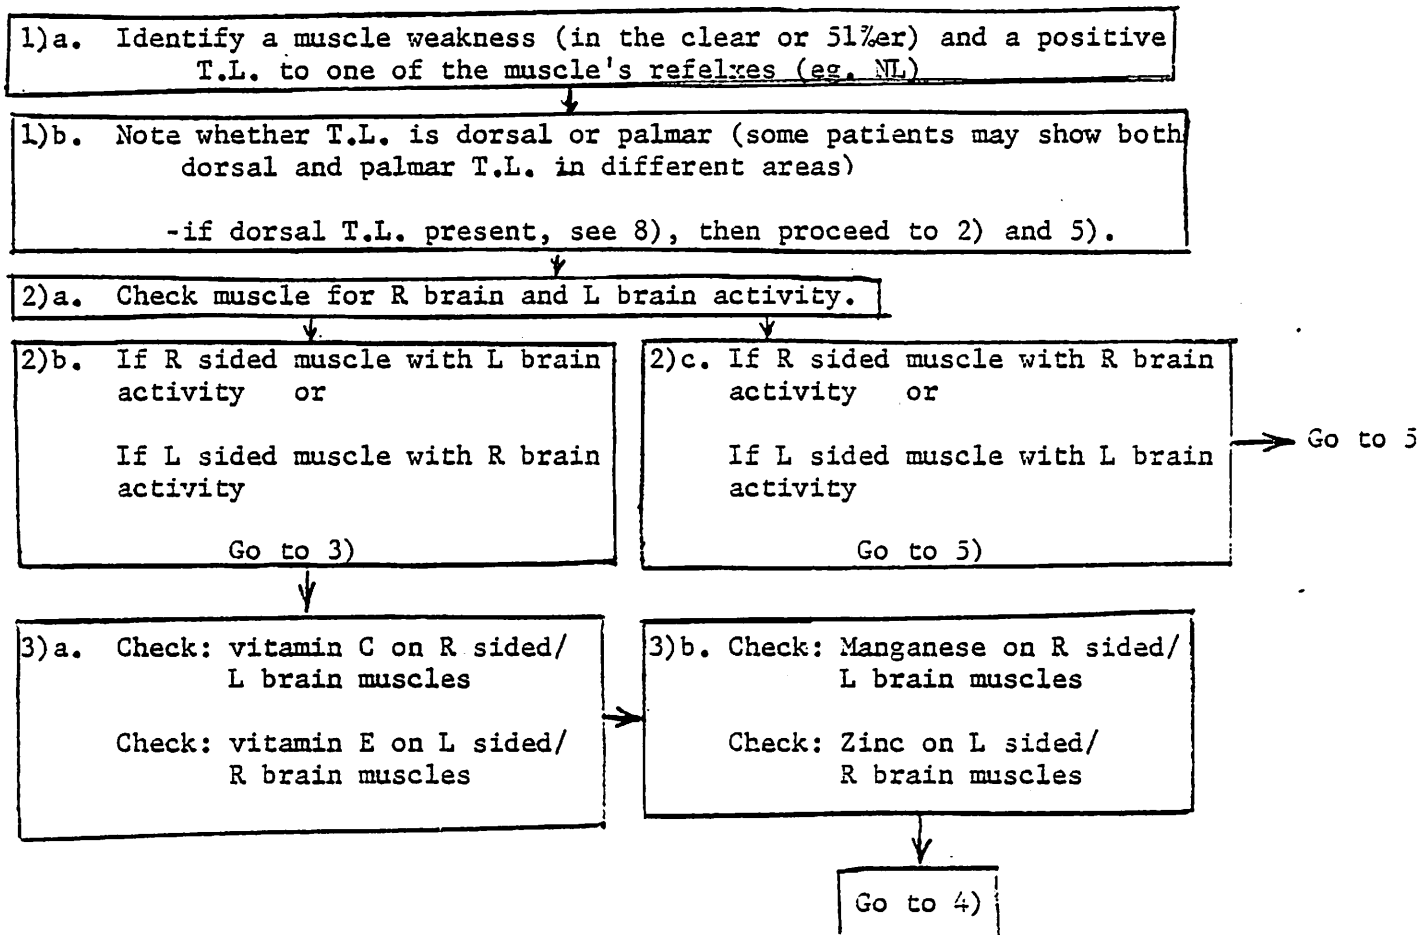 1)a. Identify a muscle weakness (in the clear or 51%er) and a positive
T.L. to one of the muscle's refelxes (eg. NL)
1)b. Note whether T.L. is dorsal or palmar (some patients may show both
dorsal and palmar T.L. in different areas)
-if dorsal T.L. present, see 8), then proceed to 2) and 5).
2)a. Check muscle for R brain and L brain activity.
2)b. If R sided muscle with L brain
activity or
If L sided muscle with R brain
activity
Go to 3)
2)c. If R sided muscle with R brain
activity or
If L sided muscle with L brain
activity
Go to 5)
Go to 5
3)a. Check: vitamin C on R sided/
L brain muscles
Check: vitamin E on L sided/
R brain muscles
3)b. Check: Manganese on R sided/
L brain muscles
Check: Zinc on L sided/
R brain muscles
Go to 4)